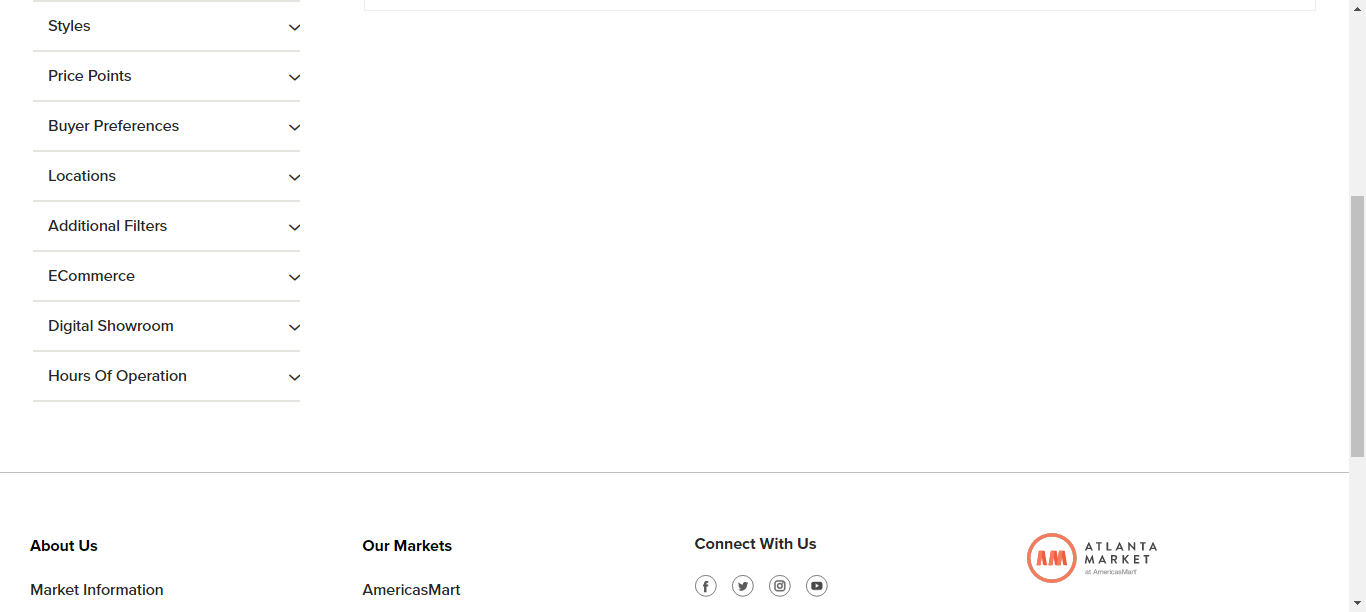 Styles
Price Points
Buyer Preferences
Locations
Additional Filters
ECommerce
Digital Showroom
Hours Of Operation
About Us
Market Information
Our Markets
AmericasMart
Connect With Us
AM
ATLANTA
MARKET
at AmericasMart